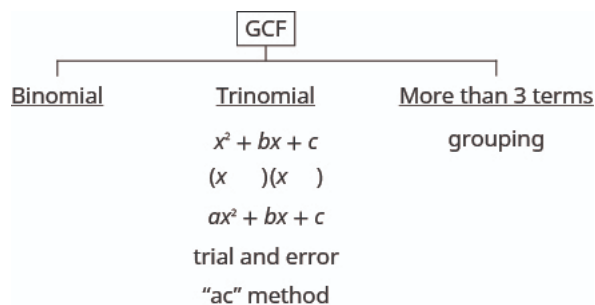 GCF
Binomial Trinomial More than 3 terms
x² + bx + c grouping
(x )(x )
ax² + bx + c
trial and error
“ac” method